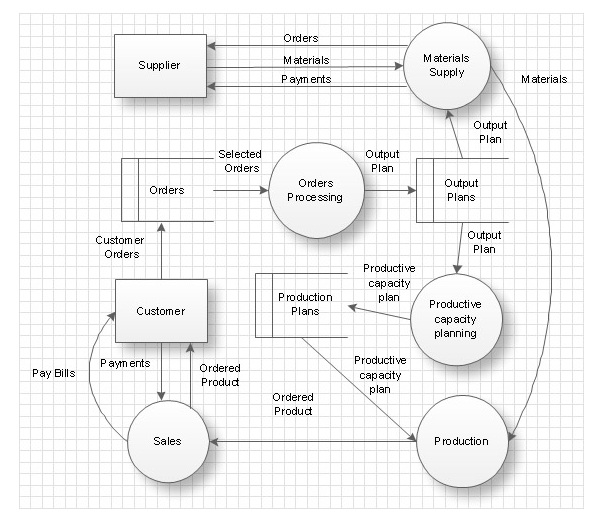 Orders
Supplier
Materials
Payments
Materials
Supply
Materials
Output
Plan
Selected
Orders
Output
Plan
Orders
Orders
Processing
Output
Plans
Output
Plan
Customer
Orders
Productive
capacity
plan
Customer
Production
Plans
Productive
capacity
planning
Pay Bills
Payments
Ordered
Product
Productive
capacity
plan
Ordered
Product
Sales
Production